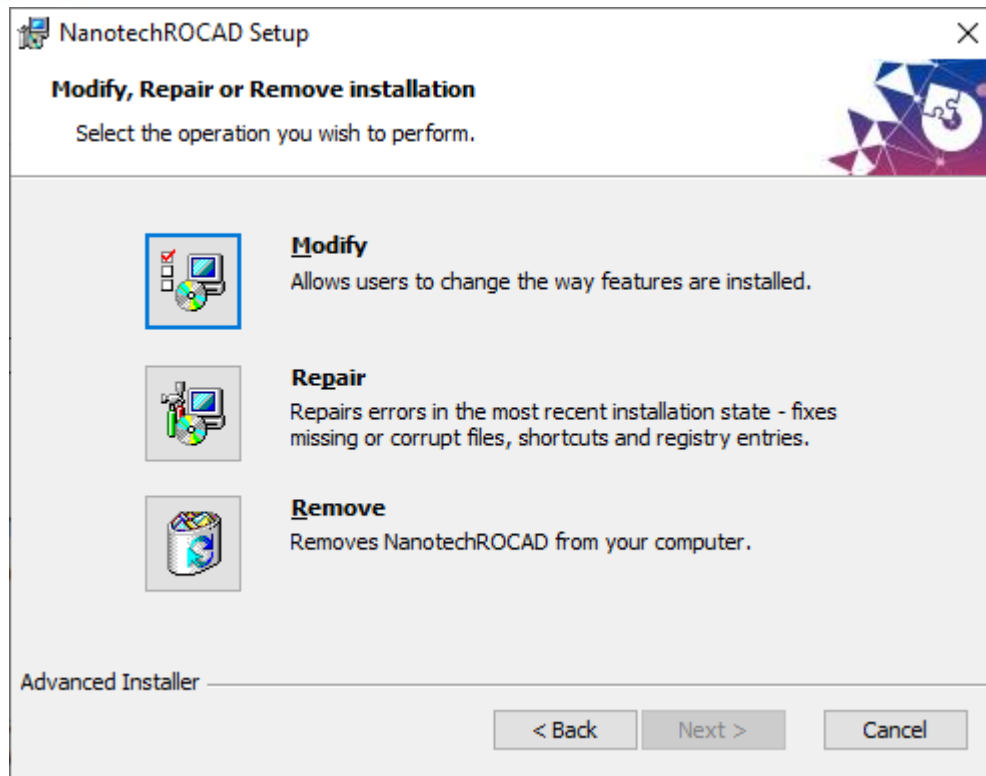 NanotechROCAD Setup
Modify, Repair or Remove installation
Select the operation you wish to perform.
Modify
Allows users to change the way features are installed.
Repair
Repairs errors in the most recent installation state - fixes
missing or corrupt files, shortcuts and registry entries.
Remove
Removes NanotechROCAD from your computer.
Advanced Installer
< Back
Next >
Cancel